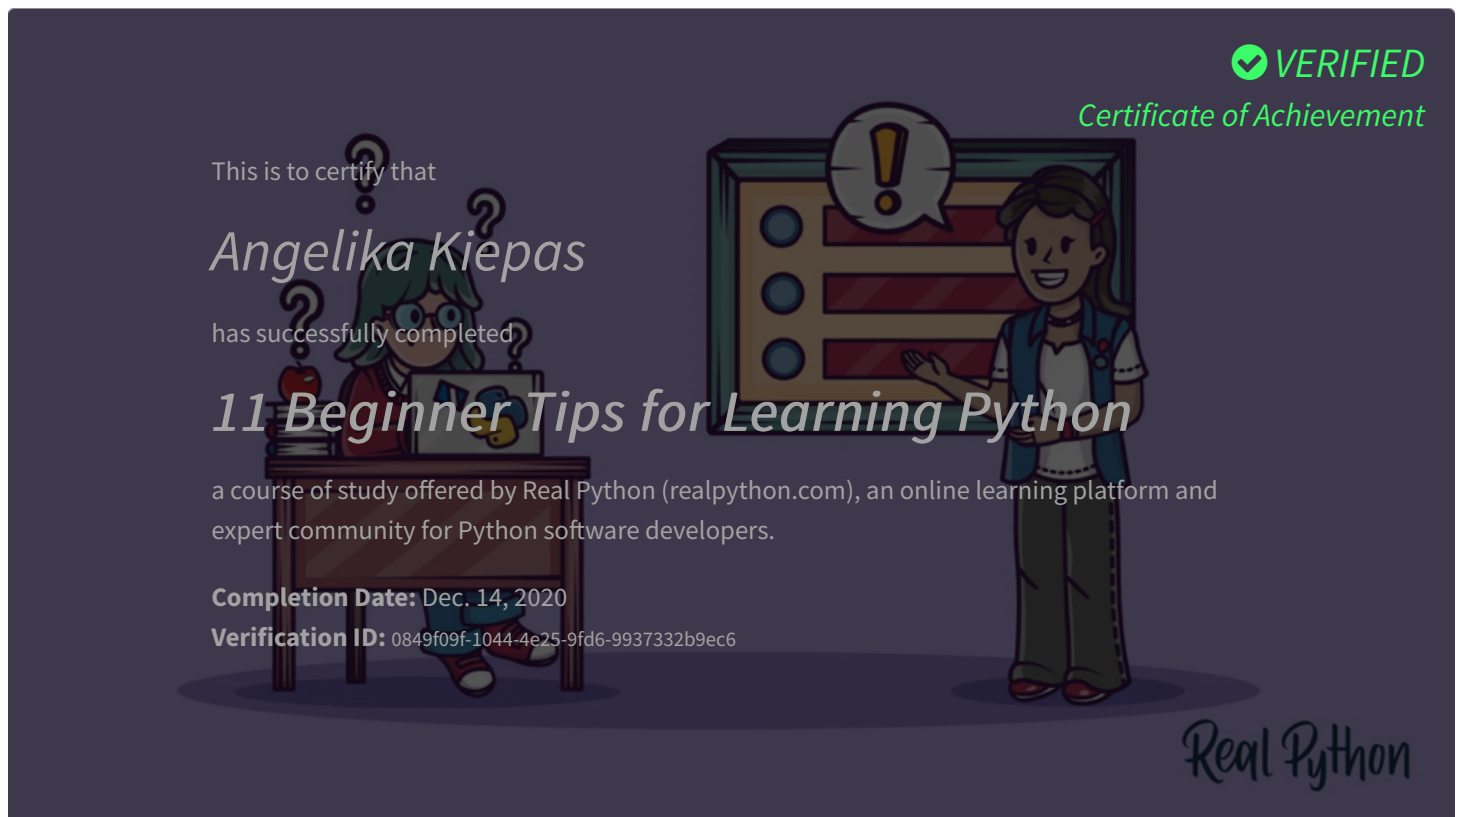 VERIFIED
Certificate of Achievement
This is to certify that
Angelika Kiepas
has successfully completed
11 Beginner Tips for Learning Python
a course of study offered by Real Python (realpython.com), an online learning platform and
expert community for Python software developers.
Completion Date: Dec. 14, 2020
Verification ID: 0849f09f-1044-4e25-9fd6-9937332b9ec6
Real Python